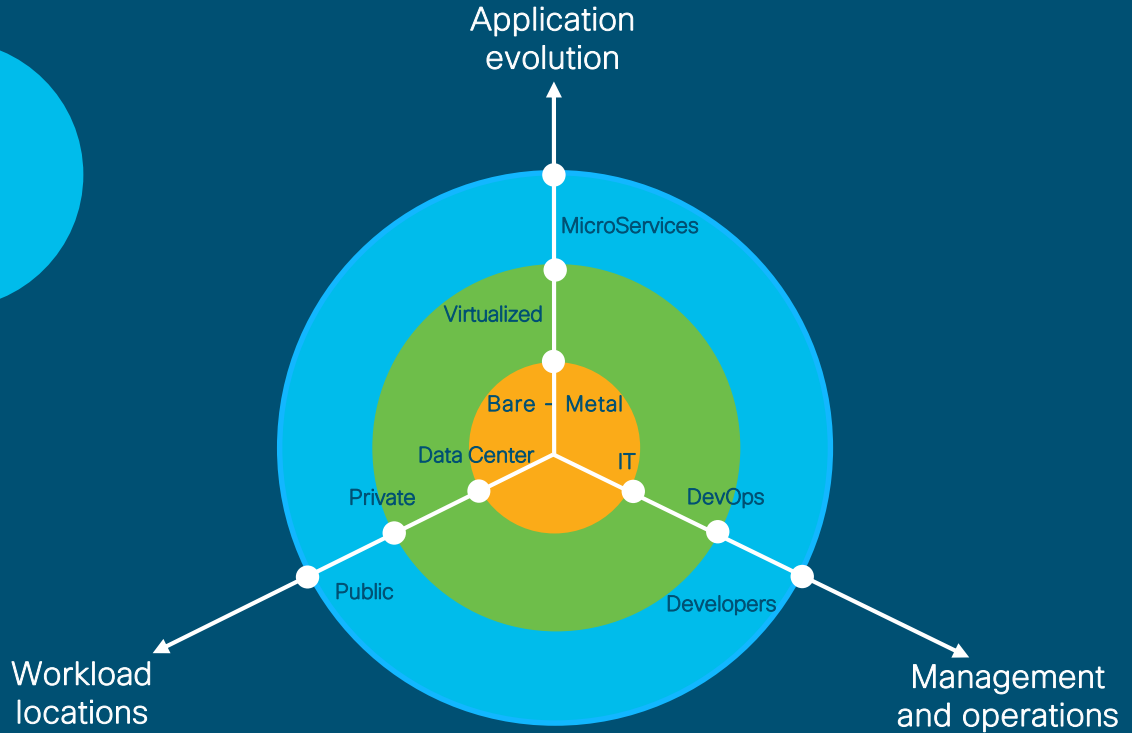 Application
evolution
MicroServices
Virtualized
Bare - Metal
Data Center
IT
Private
DevOps
Public
Developers
Workload
locations
Management
and operations